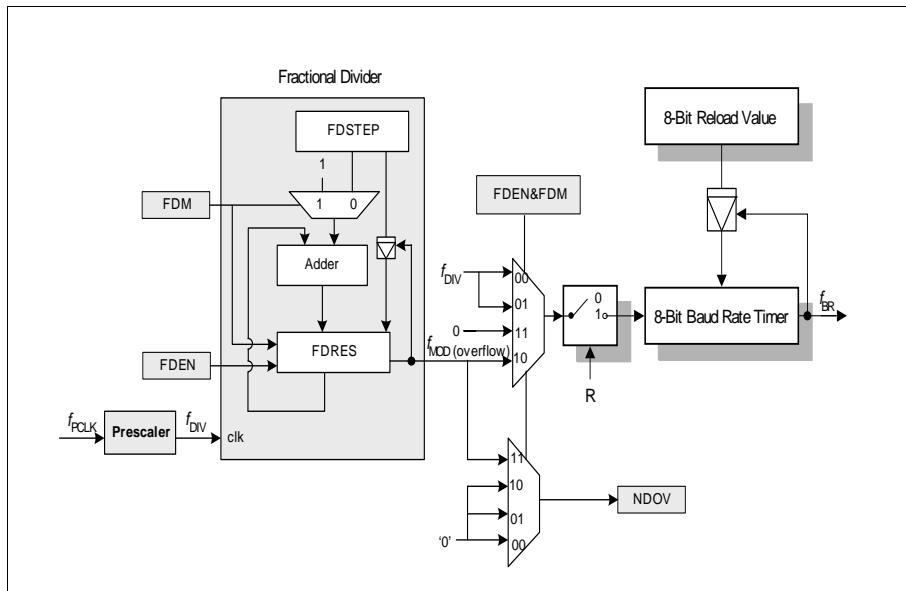 Fractional Divider
FDSTEP
8-Bit Reload Value
1
FDM
1 0
FDEN&FDM
Adder
fDIV
00
01
0
11
10
0
1
8-Bit Baud Rate Timer
fBR
FDRES
fMOD (overflow)
FDEN
R
fPCLK
Prescaler
fDIV
clk
11
10
01
00
NDOV
‘0’